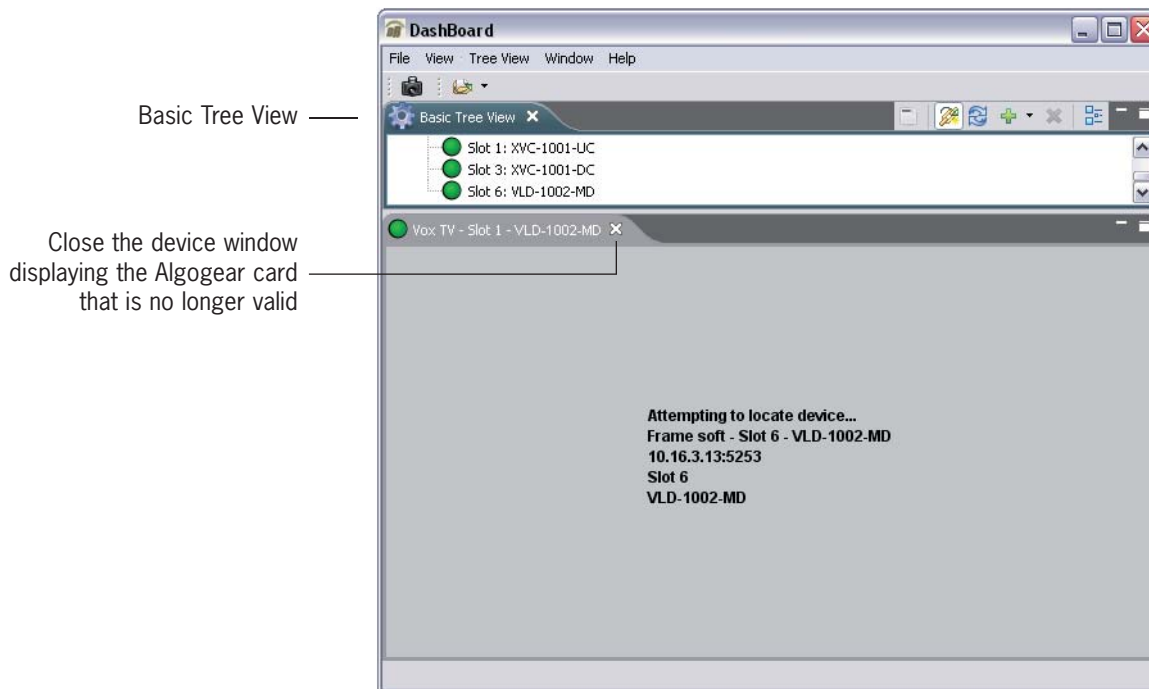 DashBoard
File View Tree View Window Help
Basic Tree View
Basic Tree View
Slot 1: XVC-1001-UC
Slot 3: XVC-1001-DC
Slot 6: VLD-1002-MD
Vox TV - Slot 1 - VLD-1002-MD
Close the device window
displaying the Algogear card
that is no longer valid
Attempting to locate device...
Frame soft - Slot 6 - VLD-1002-MD
10.16.3.13:5253
Slot 6
VLD-1002-MD